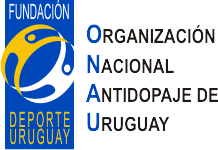 FUNDACIÓN
DEPORTE
URUGUAY
ORGANIZACIÓN
NACIONAL
ANTIDOPAJE DE
URUGUAY